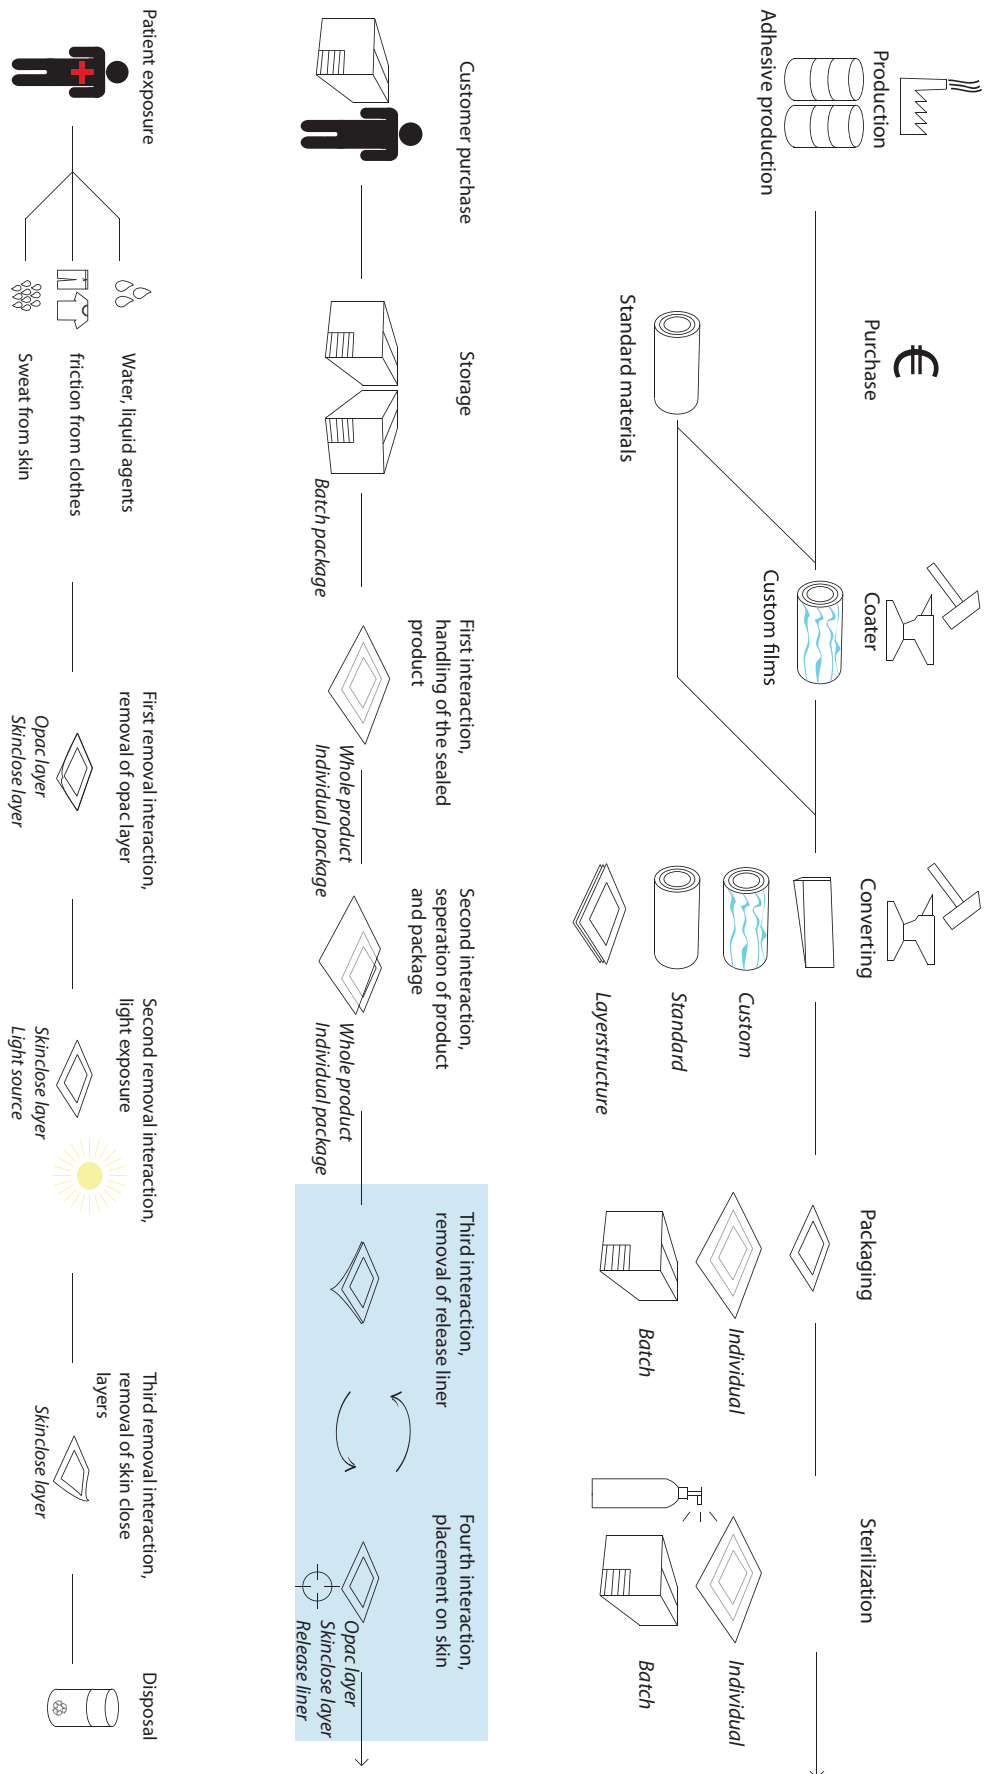 Production
Adhesive production
Purchase
€
Standard materials
Coater
Custom films
Converting
Custom
Standard
Layerstructure
Packaging
Individual
Batch
Sterilization
Individual
Batch
Customer purchase
Storage
Batch package
First interaction,
handling of the sealed
product
Whole product
Individual package
Second interaction,
seperation of product
and package
Whole product
Individual package
Third interaction,
removal of release liner
Fourth interaction,
placement on skin
Opac layer
Skinclose layer
Release liner
Patient exposure
Water, liquid agents
friction from clothes
Sweat from skin
First removal interaction,
removal of opac layer
Opac layer
Skinclose layer
Second removal interaction,
light exposure
Skinclose layer
Light source
Third removal interaction,
removal of skin close
layers
Skinclose layer
Disposal